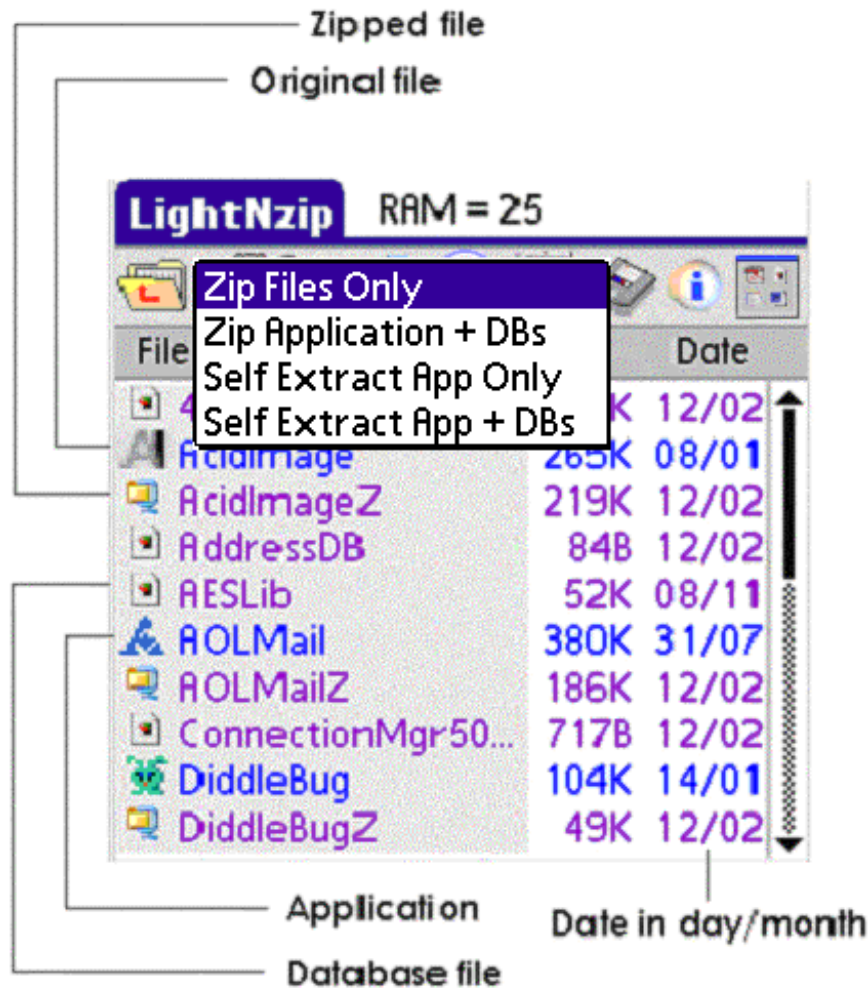 Zipped file
Original file
LightNzip RAM = 25
Zip Files Only
Zip Application + DBs
File Date
Self Extract App Only
Self Extract App + DBs
4 K 12/02
AcidImage 265K 08/01
AcidImageZ 219K 12/02
AddressDB 84B 12/02
AESLib 52K 08/11
AOLMail 380K 31/07
AOLMailZ 186K 12/02
ConnectionMgr50... 717B 12/02
DiddleBug 104K 14/01
DiddleBugZ 49K 12/02
Application
Date in day/month
Database file